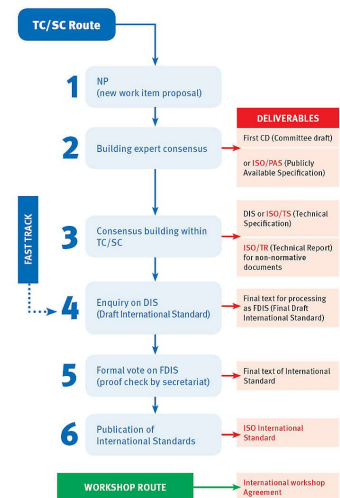 TC/SC Route
1
NP
(new work item proposal)
DELIVERABLES
2
Building expert consensus
First CD (Committee draft)
or ISO/PAS (Publicly
Available Specification)
FAST TRACK
3
Consensus building within
TC/SC
DIS or ISO/TS (Technical
Specification)
ISO/TR (Technical Report)
for non-normative
documents
4
Enquiry on DIS
(Draft International Standard)
Final text for processing
as FDIS (Final Draft
International Standard)
5
Formal vote on FDIS
(proof check by secretariat)
Final text of International
Standard
6
Publication of
International Standards
ISO International
Standard
WORKSHOP ROUTE
International workshop
Agreement